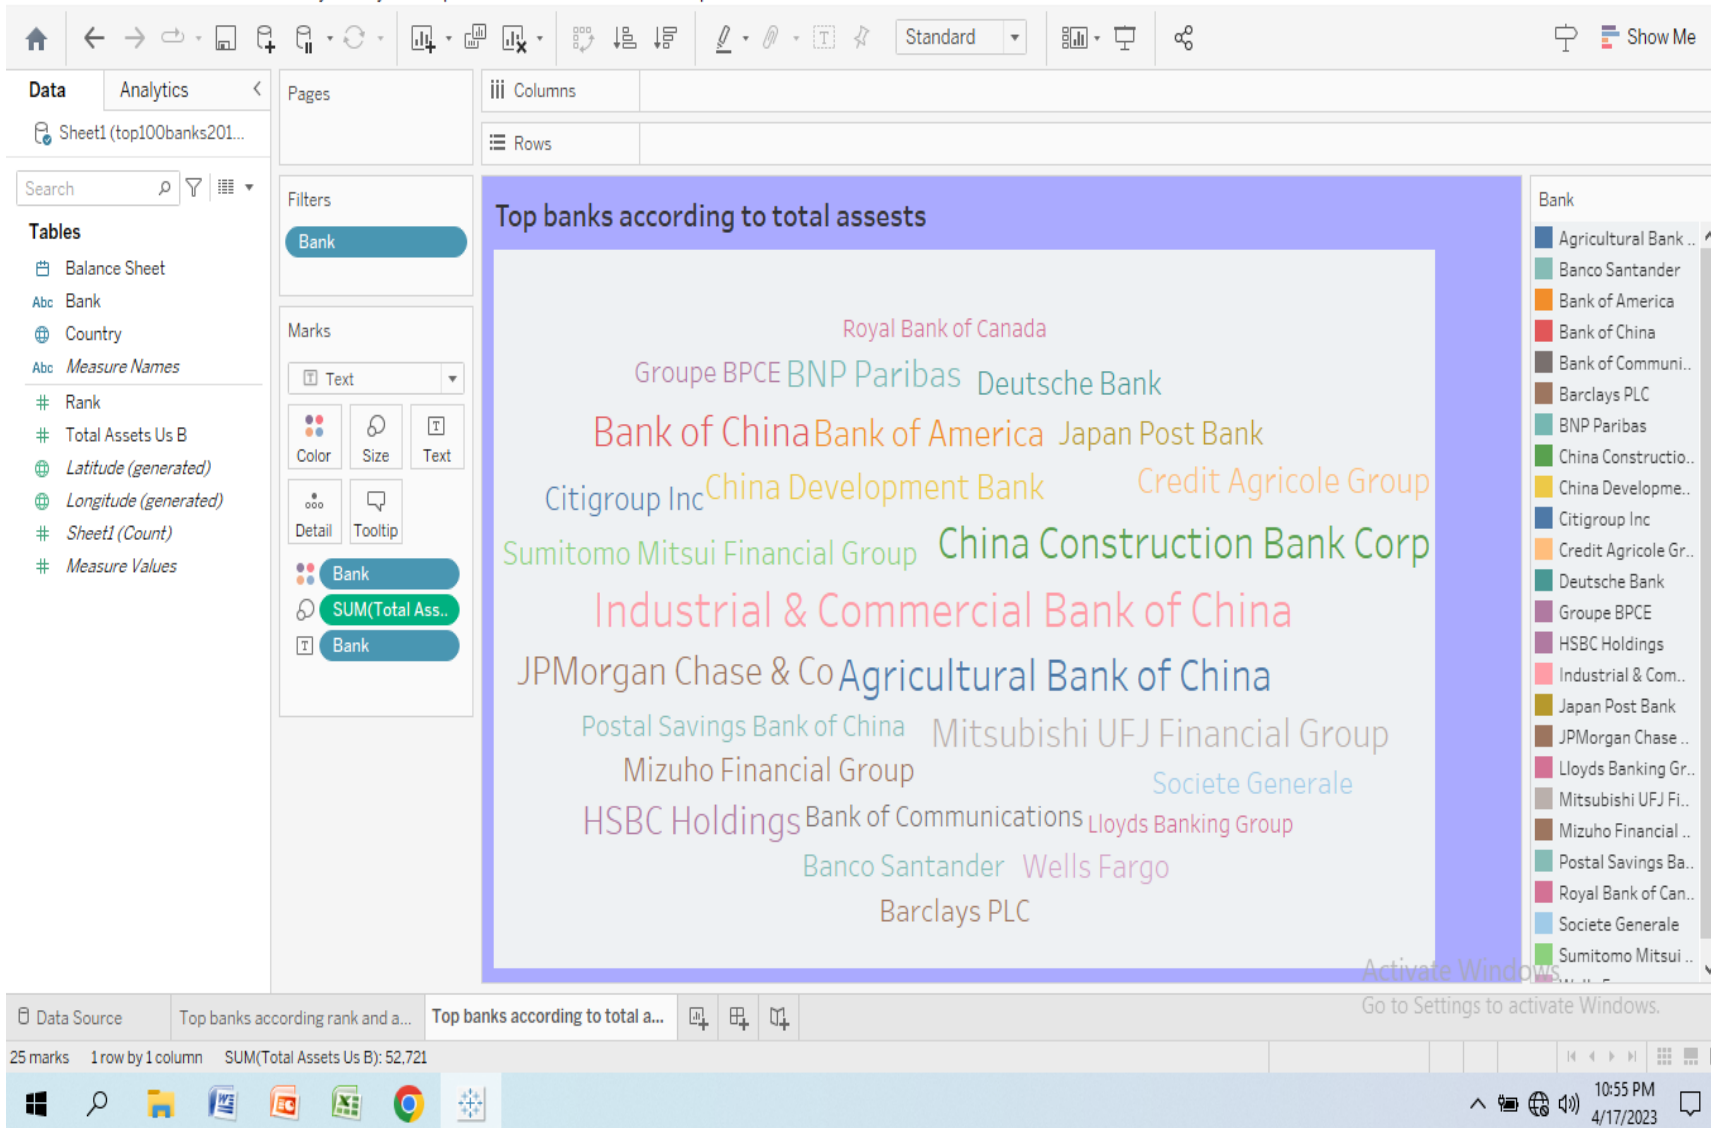 Standard
Show Me
Data
Analytics
Pages
Columns
Sheet1 (top100banks201...
Rows
Search
Filters
Bank
Tables
Balance Sheet
Abc Bank
Country
Abc Measure Names
# Rank
# Total Assets Us B
Latitude (generated)
Longitude (generated)
# Sheet1 (Count)
# Measure Values
Marks
T Text
Color
Size
T
Text
Detail
Tooltip
Bank
SUM(Total Ass..
T Bank
Top banks according to total assests
Royal Bank of Canada
Groupe BPCE BNP Paribas Deutsche Bank
Bank of China Bank of America Japan Post Bank
Citigroup Inc China Development Bank Credit Agricole Group
Sumitomo Mitsui Financial Group China Construction Bank Corp
Industrial & Commercial Bank of China
JPMorgan Chase & Co Agricultural Bank of China
Postal Savings Bank of China Mitsubishi UFJ Financial Group
Mizuho Financial Group Societe Generale
HSBC Holdings Bank of Communications Lloyds Banking Group
Banco Santander Wells Fargo
Barclays PLC
Bank
Agricultural Bank ..
Banco Santander
Bank of America
Bank of China
Bank of Communi..
Barclays PLC
BNP Paribas
China Constructio..
China Developme..
Citigroup Inc
Credit Agricole Gr..
Deutsche Bank
Groupe BPCE
HSBC Holdings
Industrial & Com..
Japan Post Bank
JPMorgan Chase ..
Lloyds Banking Gr..
Mitsubishi UFJ Fi..
Mizuho Financial ..
Postal Savings Ba..
Royal Bank of Can..
Societe Generale
Sumitomo Mitsui ..
Activate Windows
Go to Settings to activate Windows.
Data Source
Top banks according rank and a...
Top banks according to total a...
25 marks 1 row by 1 column SUM(Total Assets Us B): 52,721
10:55 PM
4/17/2023